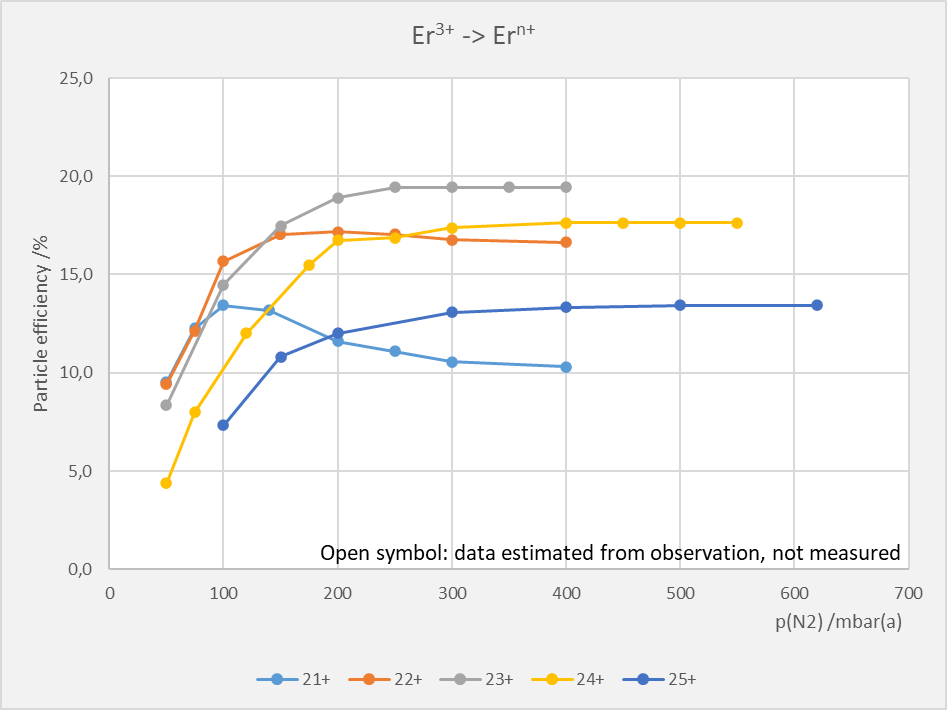 Er³⁺ -> Erⁿ⁺
25,0
20,0
15,0
10,0
5,0
0,0
Particle efficiency /%
Open symbol: data estimated from observation, not measured
0 100 200 300 400 500 600 700
p(N2) /mbar(a)
21+ 22+ 23+ 24+ 25+